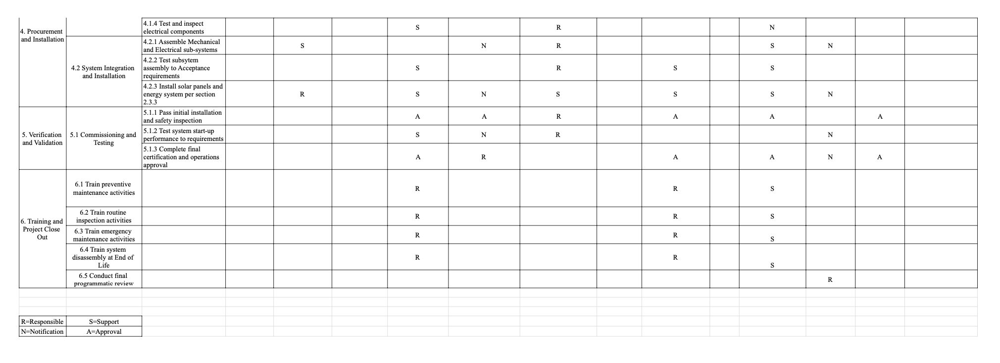 4. Procurement
and Installation
4.1.4 Test and inspect
electrical components
S R N
4.2 System Integration
and Installation
4.2.1 Assemble Mechanical
and Electrical sub-systems
S N R S N
4.2.2 Test subsytem
assembly to Acceptance
requirements
S R S S
4.2.3 Install solar panels and
energy system per section
2.3.3
R S N S S S N
5. Verification
and Validation
5.1 Commissioning and
Testing
5.1.1 Pass initial installation
and safety inspection
A A R A A A
5.1.2 Test system start-up
performance to requirements
S N R N
5.1.3 Complete final
certification and operations
approval
A R A A N A
6. Training and
Project Close
Out
6.1 Train preventive
maintenance activities
R R S
6.2 Train routine
inspection activities
R R S
6.3 Train emergency
maintenance activities
R R S
6.4 Train system
disassembly at End of
Life
R R S
6.5 Conduct final
programmatic review
R
R=Responsible S=Support
N=Notification A=Approval